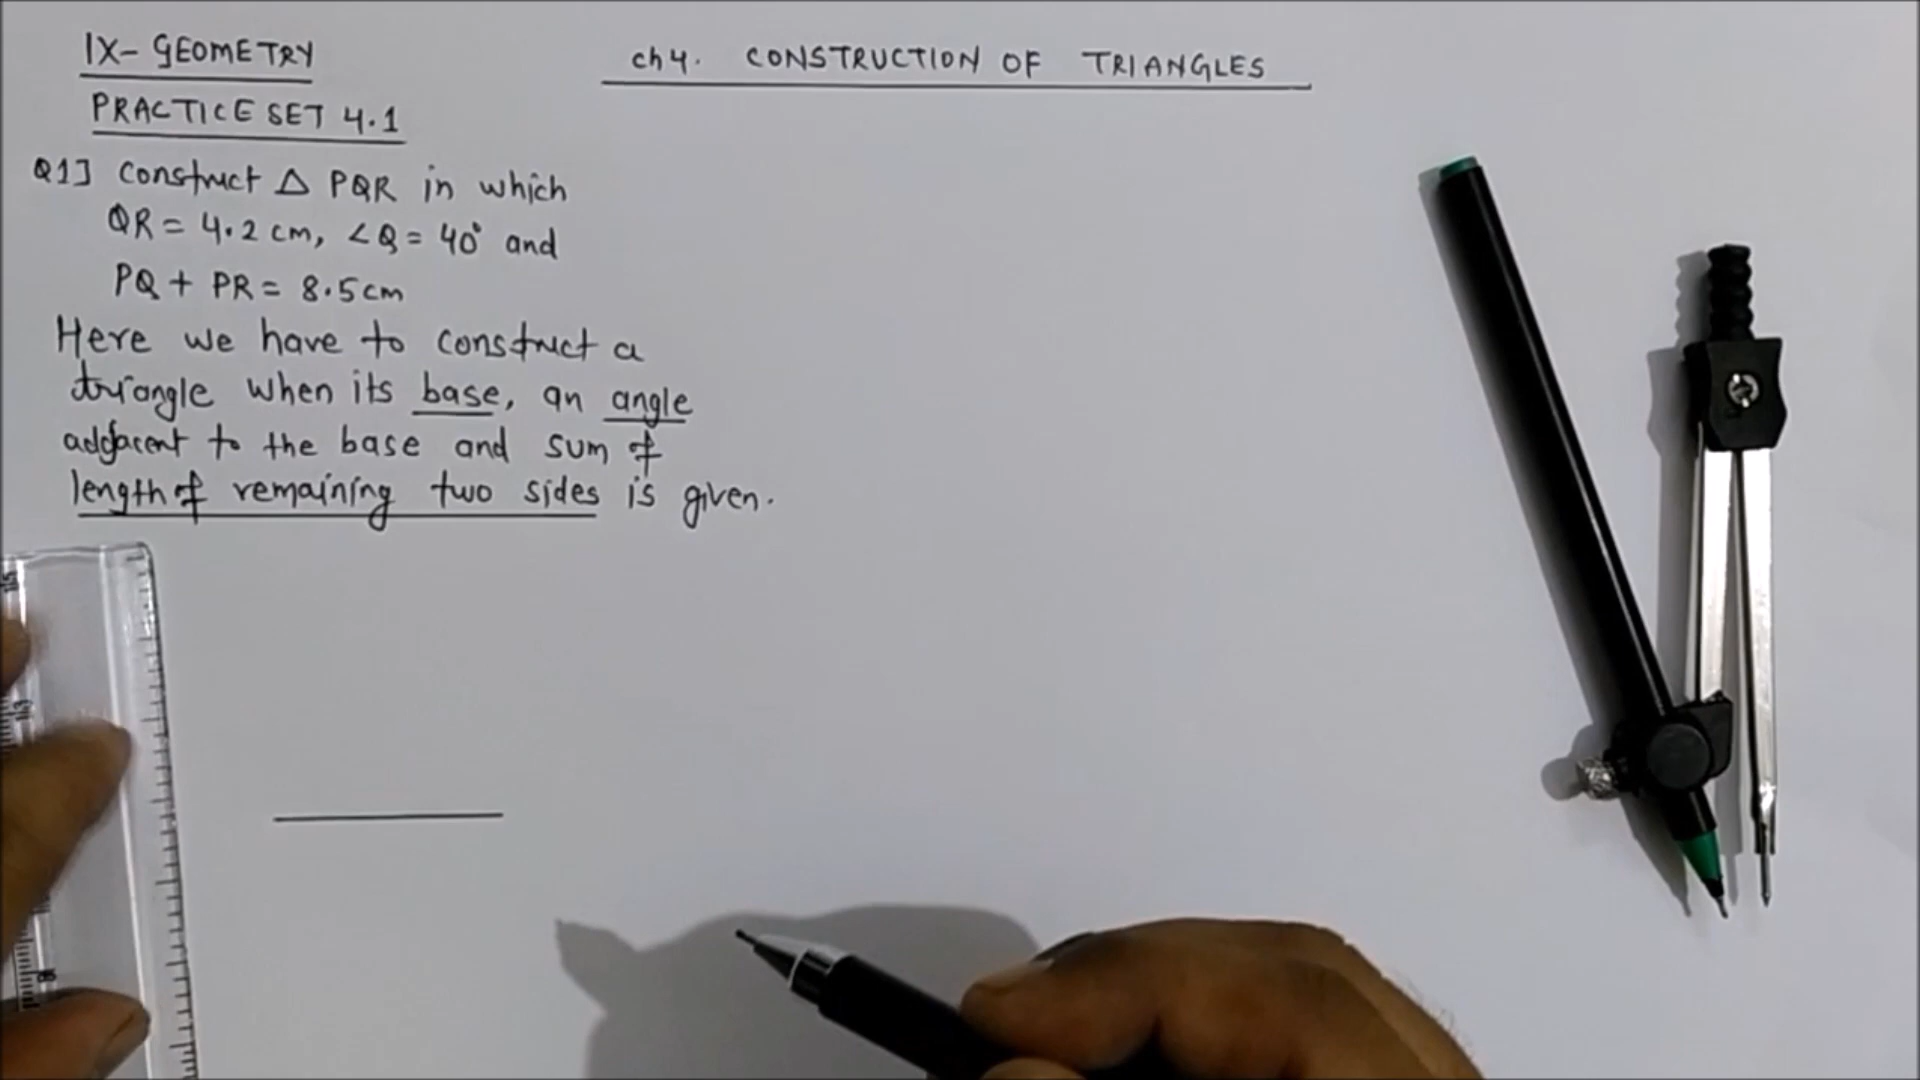 IX- GEOMETRY
ch 4. CONSTRUCTION OF TRIANGLES
PRACTICE SET 4.1
Q1] Construct △ PQR in which
QR = 4.2 cm, ∠Q = 40° and
PQ + PR = 8.5 cm
Here we have to construct a
triangle when its base, an angle
adjacent to the base and sum of
length of remaining two sides is given.